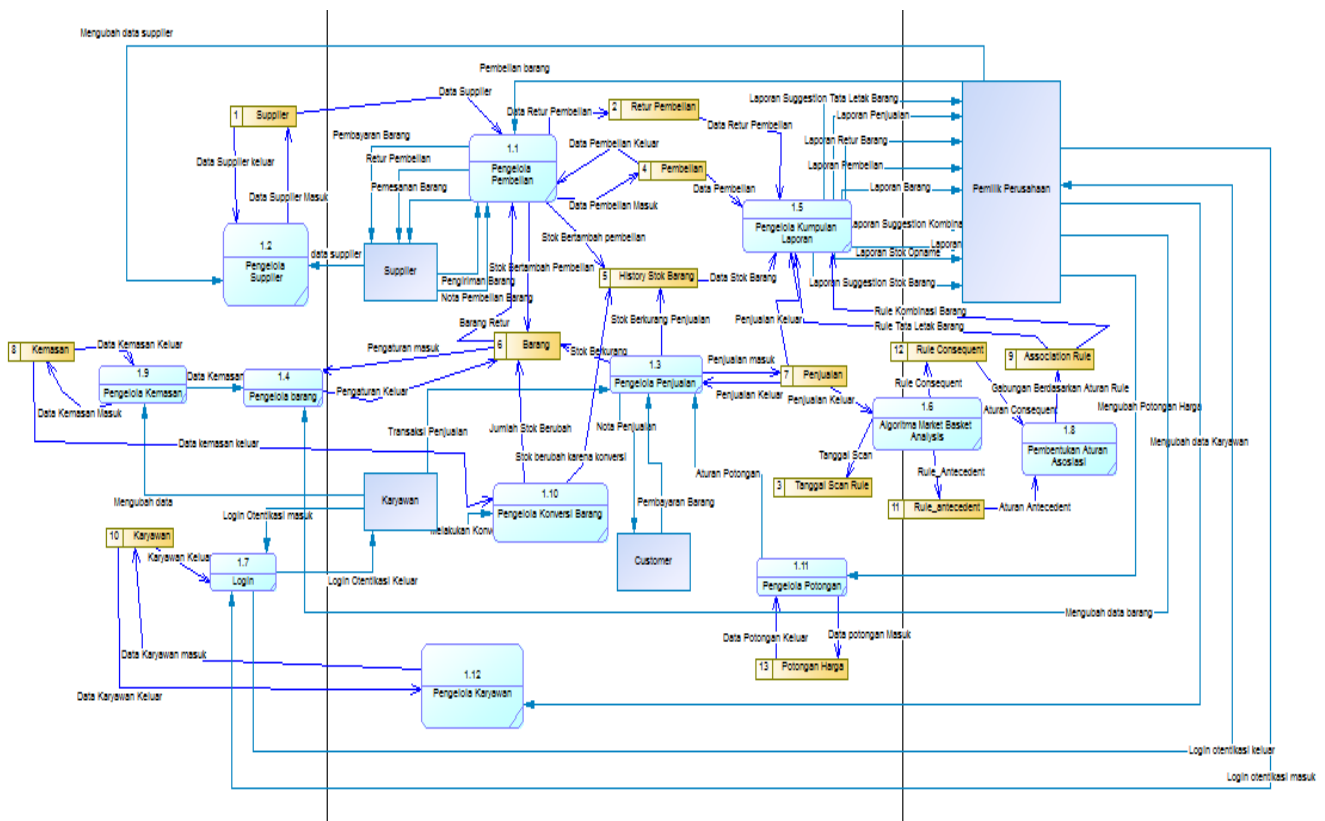 Mengubah data supplier
Pembelian barang
Data Supplier
1 Supplier
2 Retur Pembelian
Data Retur Pembelian
Data Retur Pembelian
Laporan Suggestion Tata Letak Barang
Laporan Penjualan
Laporan Retur Barang
Laporan Pembelian
Laporan Barang
Pemilik Perusahaan
Pembayaran Barang
Retur Pembelian
Pemesanan Barang
1.1
Pengelola
Pembelian
Data Pembelian Keluar
4 Pembelian
Data Pembelian
Data Pembelian Masuk
Data Supplier keluar
Data Supplier Masuk
1.5
Pengelola Kumpulan
Laporan
Laporan Suggestion Kombina
Laporan
Laporan Stok Opname
Laporan Suggestion Stok Barang
1.2
Pengelola
Supplier
data supplier
Supplier
Stok Bertambah pembelian
Stok Bertambah Pembelian
Pengiriman Barang
Nota Pembelian Barang
5 History Stok Barang
Data Stok Barang
Barang Retur
Stok Berkurang Penjualan
Penjualan Keluar
Rule Kombinasi Barang
Rule Tata Letak Barang
8 Kemasan
Data Kemasan Keluar
Pengaturan masuk
6 Barang
Stok Berkurang
12 Rule Consequent
9 Association Rule
1.9
Pengelola Kemasan
Data Kemasan
1.4
Pengelola barang
Pengaturan Keluar
1.3
Pengelola Penjualan
Penjualan masuk
7 Penjualan
Penjualan Keluar
Penjualan Keluar
Rule Consequent
Gabungan Berdasarkan Aturan Rule
Data Kemasan Masuk
Aturan Consequent
Mengubah Potongan Harga
1.6
Algoritma Market Basket
Analysis
1.8
Pembentukan Aturan
Asosiasi
Mengubah data Karyawan
Data kemasan keluar
Transaksi Penjualan
Jumlah Stok Berubah
Nota Penjualan
Stok berubah karena konversi
Tanggal Scan
Rule_Antecedent
Aturan Potongan
3 Tanggal Scan Rule
Mengubah data
Karyawan
1.10
Pengelola Konversi Barang
Pembayaran Barang
11 Rule_antecedent
Aturan Antecedent
Login Otentikasi masuk
Melakukan Konv
10 Karyawan
Karyawan Keluar
1.7
Login
Login Otentikasi Keluar
Customer
1.11
Pengelola Potongan
Mengubah data barang
Data Potongan Keluar
Data potongan Masuk
13 Potongan Harga
Data Karyawan masuk
1.12
Pengelola Karyawan
Data Karyawan Keluar
Login otentikasi keluar
Login otentikasi masuk